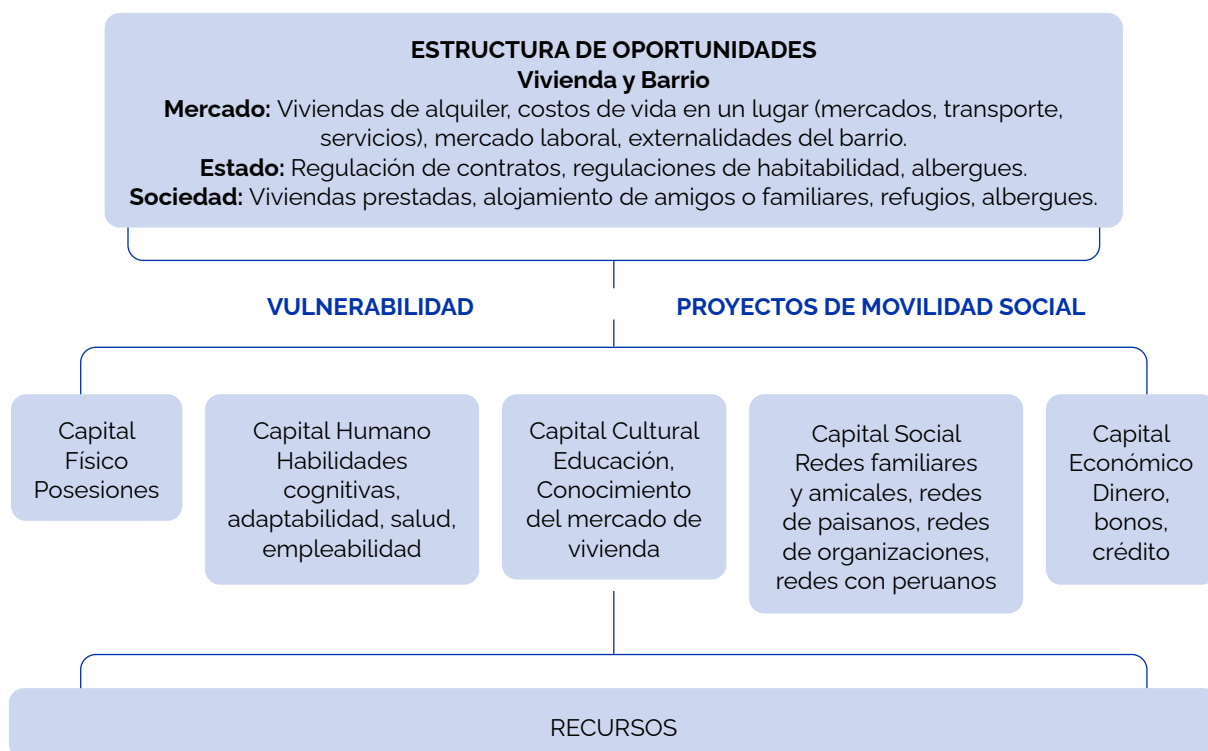 ESTRUCTURA DE OPORTUNIDADES
Vivienda y Barrio
Mercado: Viviendas de alquiler, costos de vida en un lugar (mercados, transporte,
servicios), mercado laboral, externalidades del barrio.
Estado: Regulación de contratos, regulaciones de habitabilidad, albergues.
Sociedad: Viviendas prestadas, alojamiento de amigos o familiares, refugios, albergues.
VULNERABILIDAD
PROYECTOS DE MOVILIDAD SOCIAL
Capital
Físico
Posesiones
Capital Humano
Habilidades
cognitivas,
adaptabilidad, salud,
empleabilidad
Capital Cultural
Educación,
Conocimiento
del mercado de
vivienda
Capital Social
Redes familiares
y amicales, redes
de paisanos, redes
de organizaciones,
redes con peruanos
Capital
Económico
Dinero,
bonos,
crédito
RECURSOS